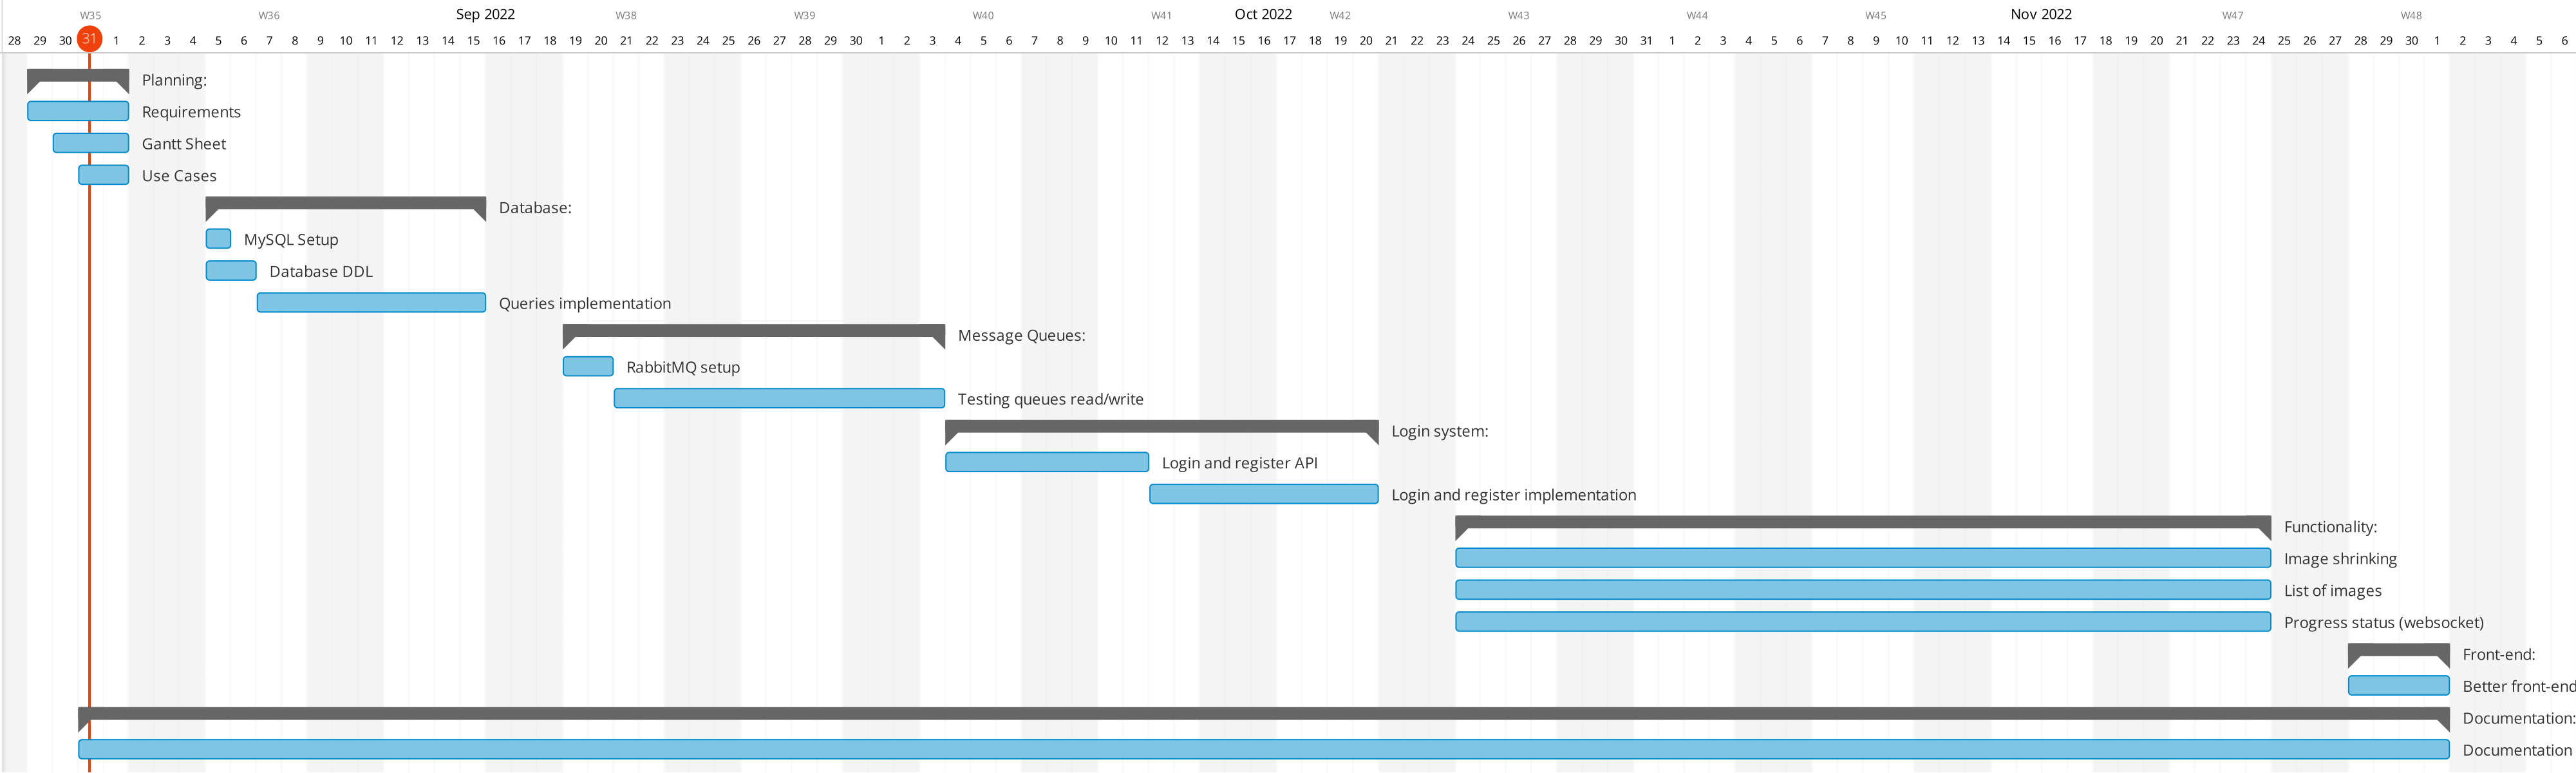 W35 W36 Sep 2022 W38 W39 W40 W41 Oct 2022 W42 W43 W44 W45 Nov 2022 W47 W48
28 29 30 31 1 2 3 4 5 6 7 8 9 10 11 12 13 14 15 16 17 18 19 20 21 22 23 24 25 26 27 28 29 30 1 2 3 4 5 6 7 8 9 10 11 12 13 14 15 16 17 18 19 20 21 22 23 24 25 26 27 28 29 30 31 1 2 3 4 5 6 7 8 9 10 11 12 13 14 15 16 17 18 19 20 21 22 23 24 25 26 27 28 29 30 1 2 3 4 5 6
Planning:
Requirements
Gantt Sheet
Use Cases
Database:
MySQL Setup
Database DDL
Queries implementation
Message Queues:
RabbitMQ setup
Testing queues read/write
Login system:
Login and register API
Login and register implementation
Functionality:
Image shrinking
List of images
Progress status (websocket)
Front-end:
Better front-end
Documentation:
Documentation